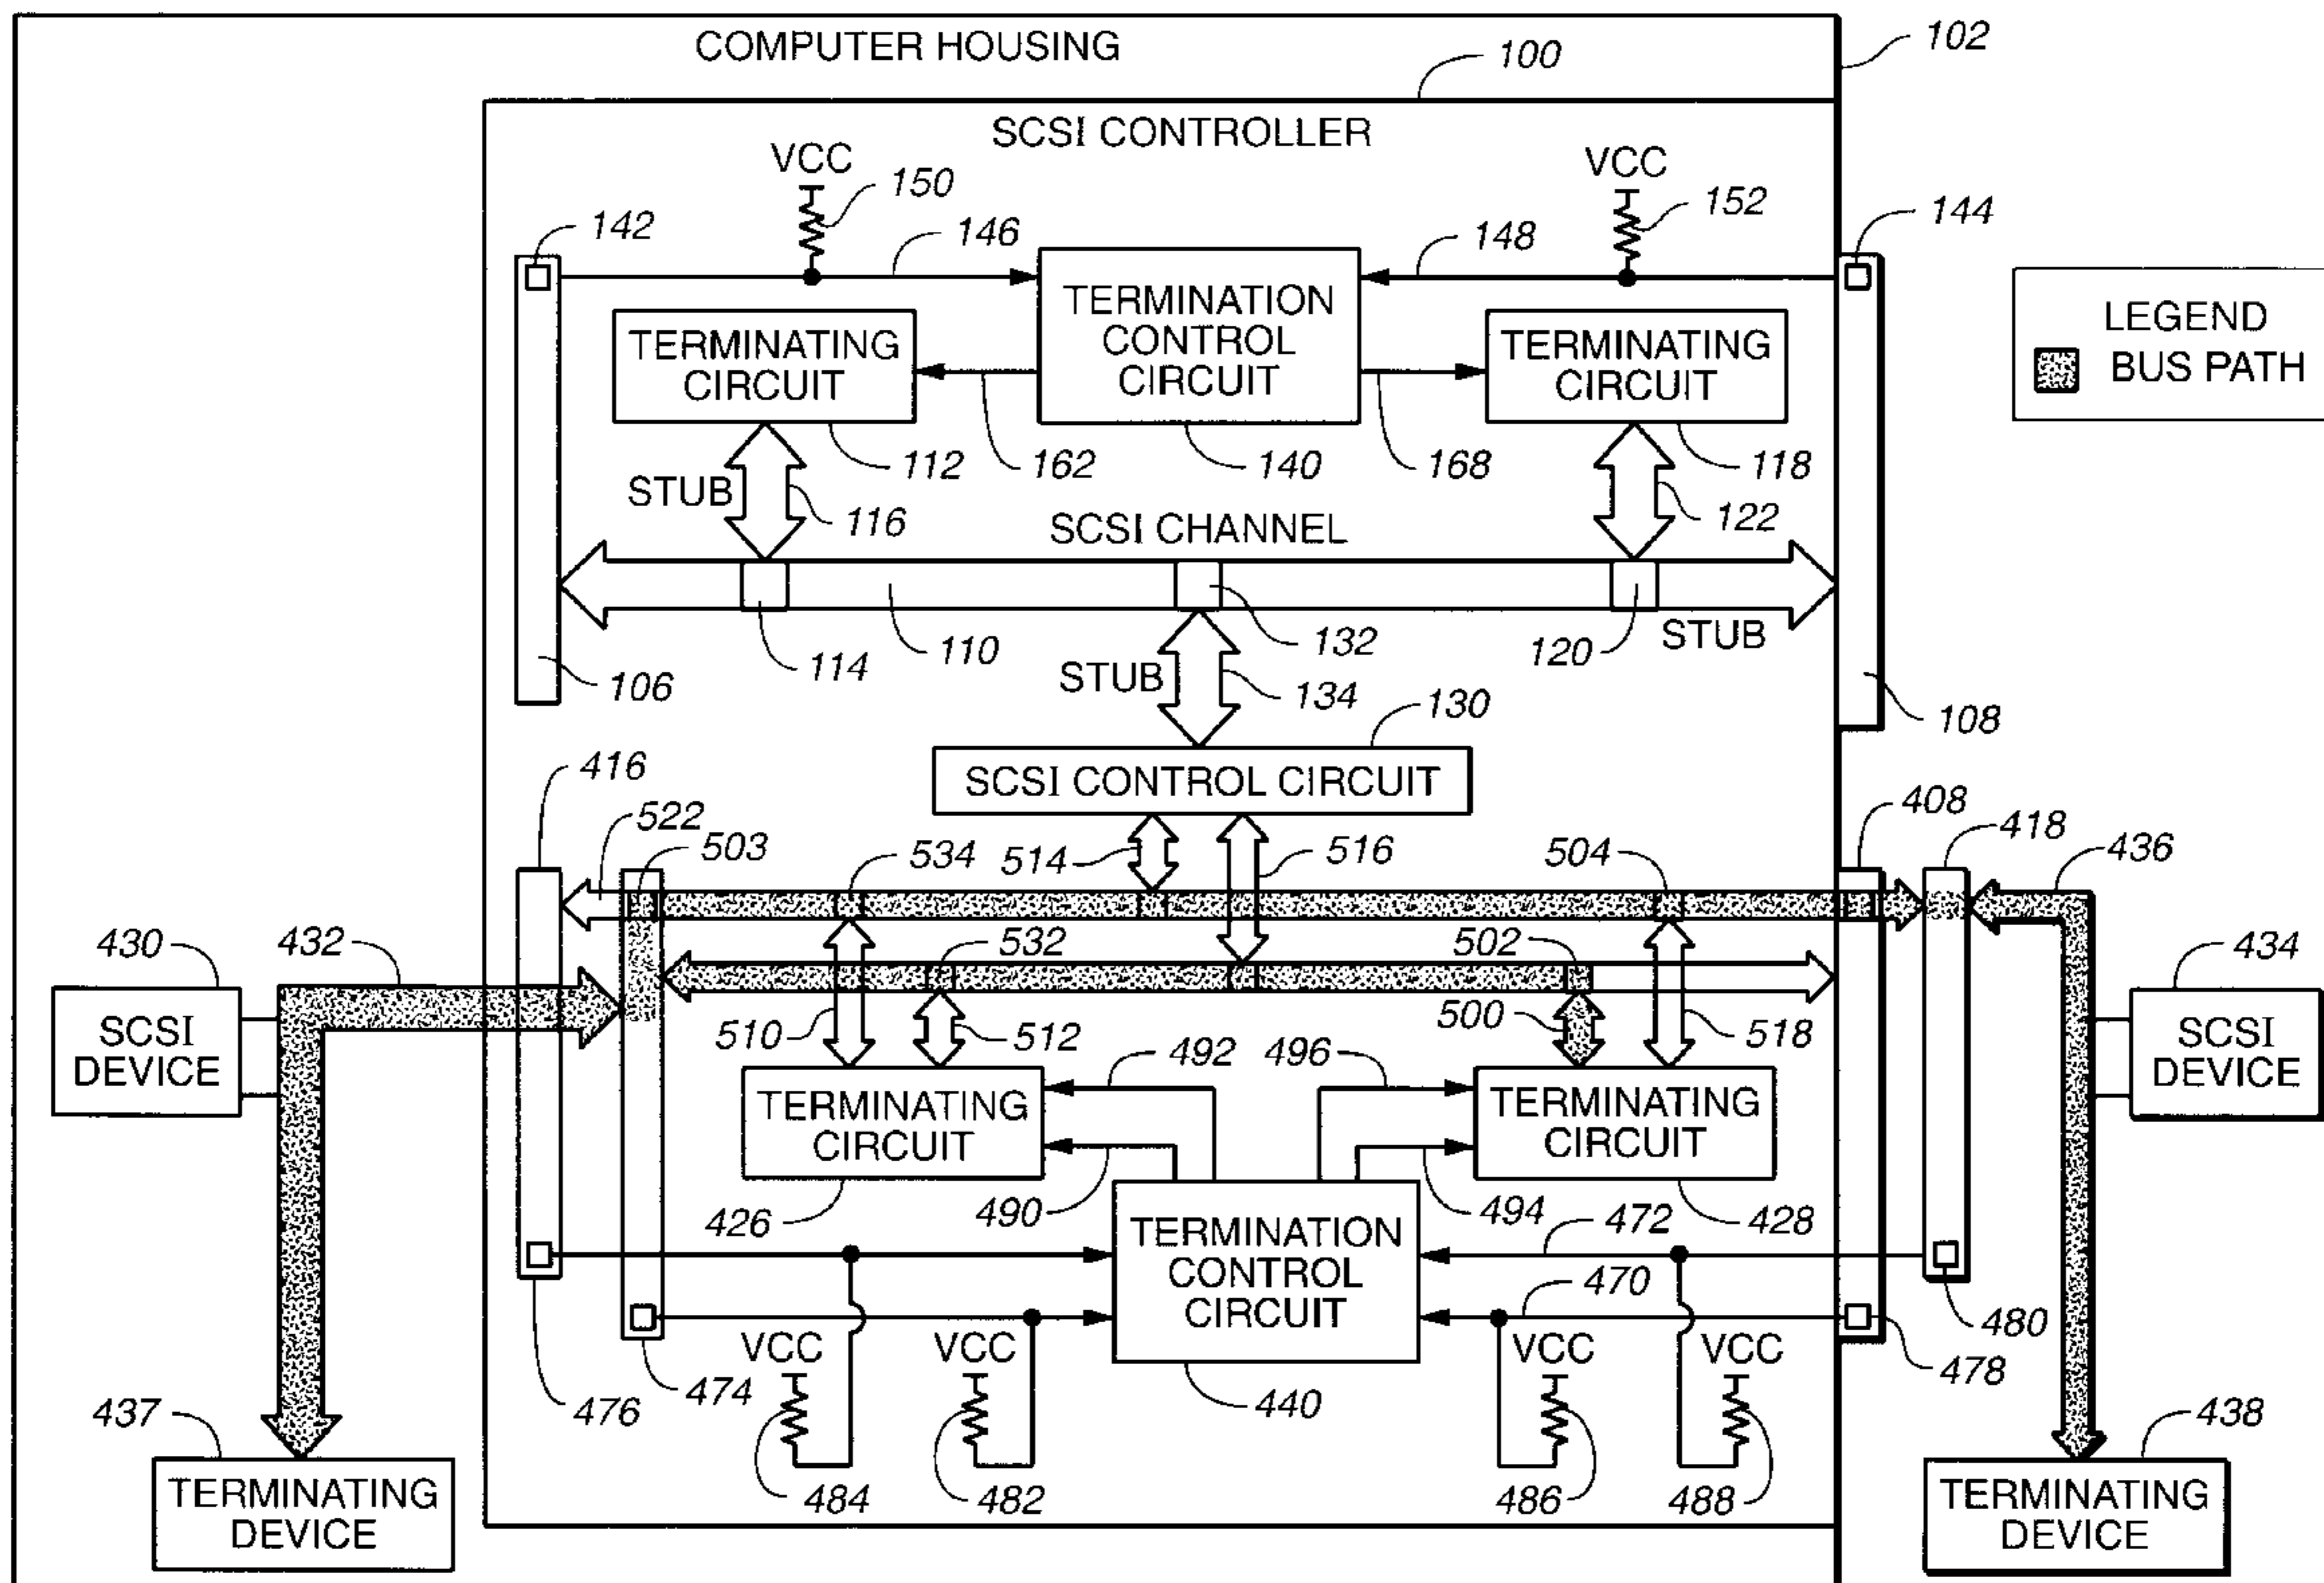 COMPUTER HOUSING
102
100
SCSI CONTROLLER
VCC
150
VCC
152
142
146
148
144
TERMINATION
CONTROL
CIRCUIT
TERMINATING
CIRCUIT
TERMINATING
CIRCUIT
LEGEND
BUS PATH
112
162
140
168
118
STUB
116
SCSI CHANNEL
122
114
110
132
120
STUB
106
STUB
134
130
108
SCSI CONTROL CIRCUIT
416
522
503
534
514
516
504
408
418
436
430
432
532
502
434
SCSI
DEVICE
510
512
492
496
500
518
SCSI
DEVICE
TERMINATING
CIRCUIT
TERMINATING
CIRCUIT
426
490
494
472
428
TERMINATION
CONTROL
CIRCUIT
470
480
476
474
VCC
VCC
440
VCC
VCC
478
437
484
482
486
488
438
TERMINATING
DEVICE
TERMINATING
DEVICE